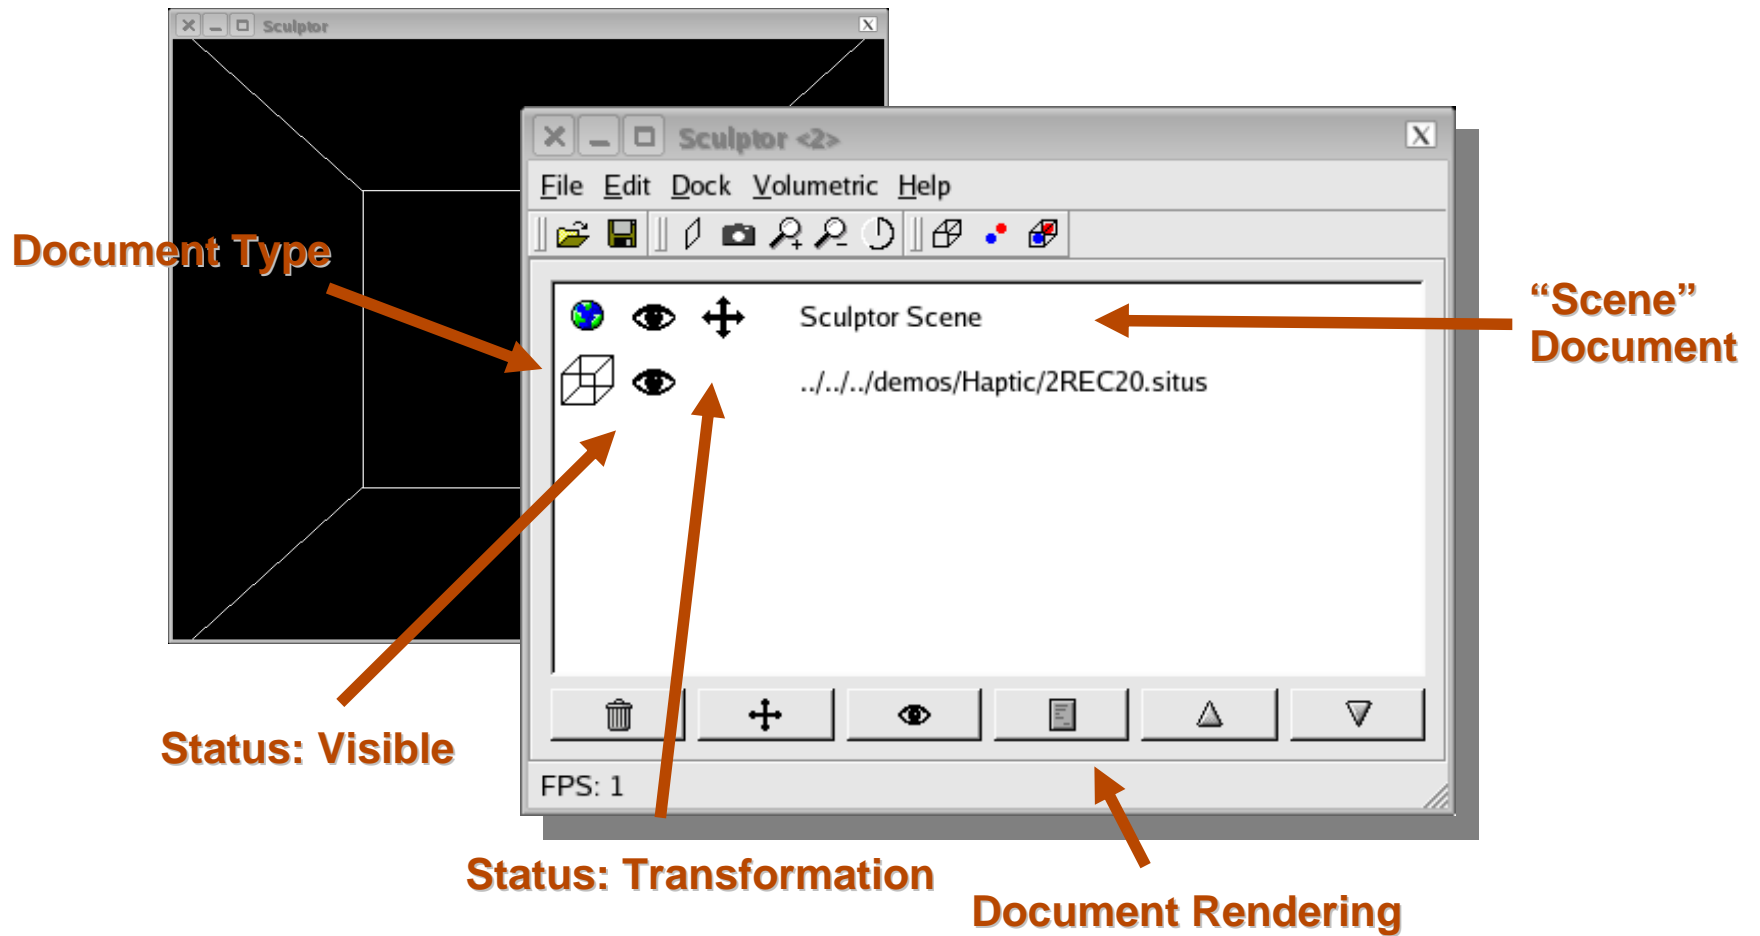 Sculptor
Sculptor <2>
File Edit Dock Volumetric Help
Document Type
Sculptor Scene
“Scene”
Document
../../../demos/Haptic/2REC20.situs
Status: Visible
FPS: 1
Status: Transformation
Document Rendering